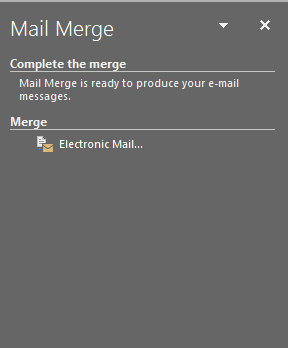 Mail Merge
Complete the merge
Mail Merge is ready to produce your e-mail
messages.
Merge
Electronic Mail...